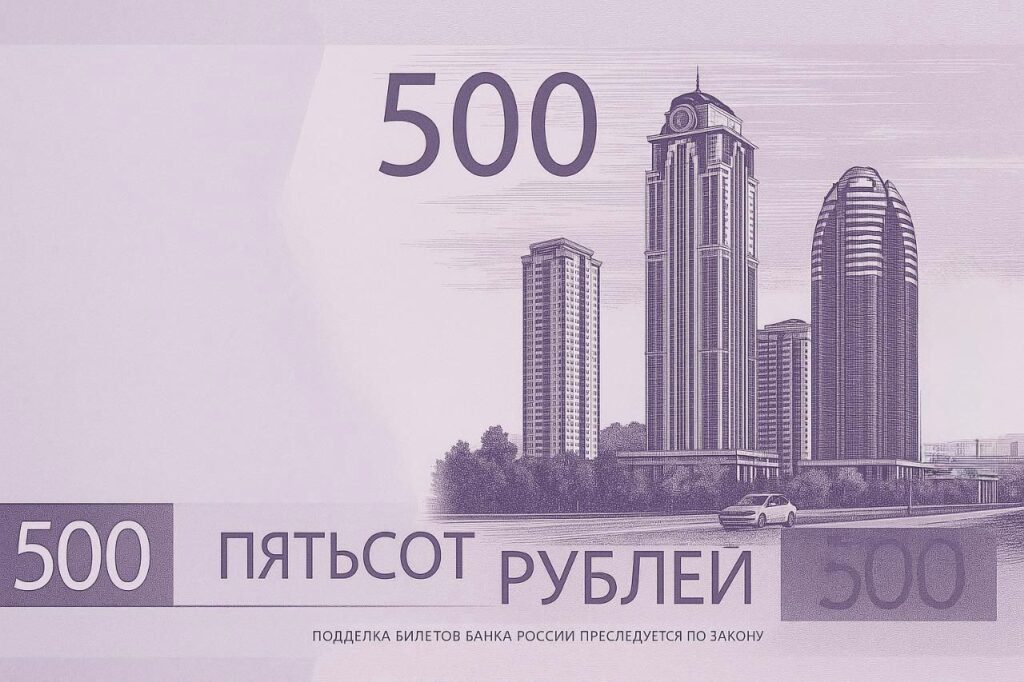 500
500
ПЯТЬСОТ
РУБЛЕЙ
500
ПОДДЕЛКА БИЛЕТОВ БАНКА РОССИИ ПРЕСЛЕДУЕТСЯ ПО ЗАКОНУ